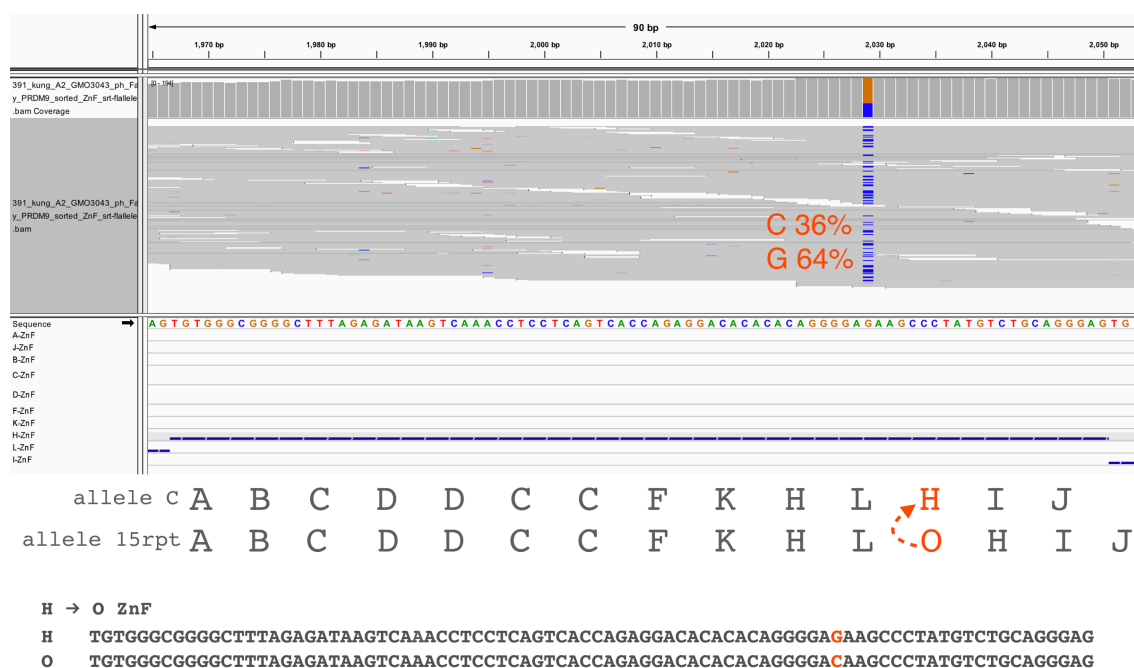 90 bp
1,970 bp 1,980 bp 1,990 bp 2,000 bp 2,010 bp 2,020 bp 2,030 bp 2,040 bp 2,050 bp
391_kung_A2_GMO3043_ph_Fa
y_PRDM9_sorted_ZnF_srt-flallele
.bam Coverage
[0 - 194]
391_kung_A2_GMO3043_ph_Fa
y_PRDM9_sorted_ZnF_srt-flallele
.bam
C 36%
G 64%
Sequence AGTGTGGGCGGGGCTTTAGAGATAAGTCAAACCTCCTCAGTCACCAGAGGACACACACAGGGGAGAAGCCCTATGTCTGCAGGGAGTG
A-ZnF
J-ZnF
B-ZnF
C-ZnF
D-ZnF
F-ZnF
K-ZnF
H-ZnF
L-ZnF
I-ZnF
allele C A B C D D C C F K H L H I J
allele 15rpt A B C D D C C F K H L O H I J
H → O ZnF
H TGTGGGCGGGGCTTTAGAGATAAGTCAAACCTCCTCAGTCACCAGAGGACACACACAGGGGAGAAGCCCTATGTCTGCAGGGAG
O TGTGGGCGGGGCTTTAGAGATAAGTCAAACCTCCTCAGTCACCAGAGGACACACACAGGGGACAAGCCCTATGTCTGCAGGGAG